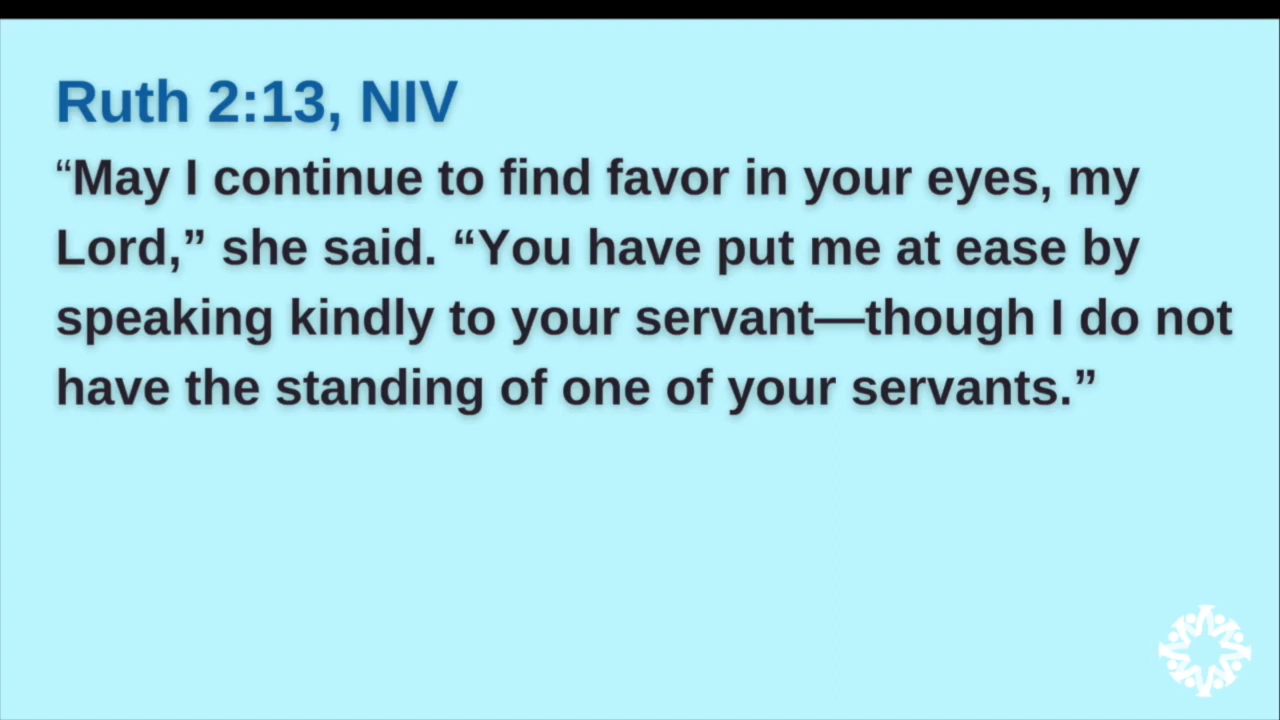 Ruth 2:13, NIV
“May I continue to find favor in your eyes, my
Lord,” she said. “You have put me at ease by
speaking kindly to your servant—though I do not
have the standing of one of your servants.”